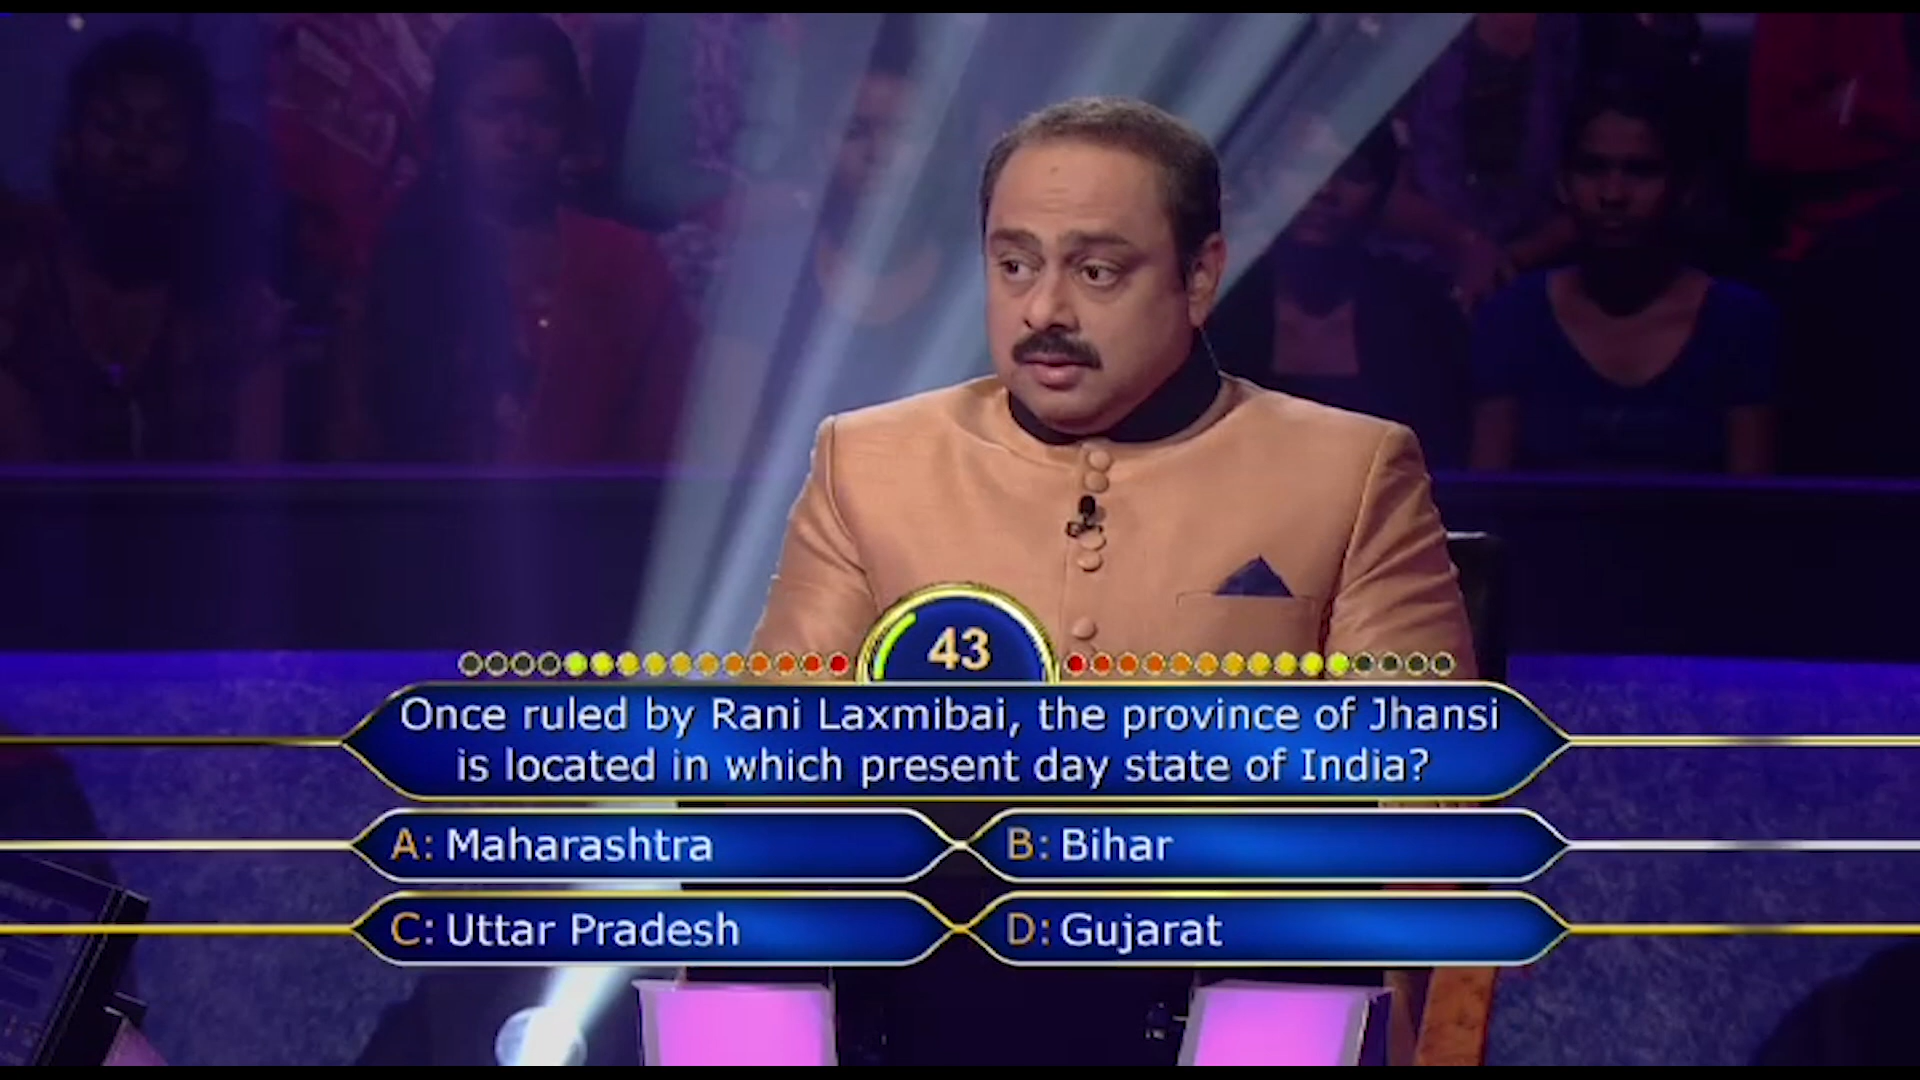 43
Once ruled by Rani Laxmibai, the province of Jhansi
is located in which present day state of India?
A: Maharashtra
B: Bihar
C: Uttar Pradesh
D: Gujarat